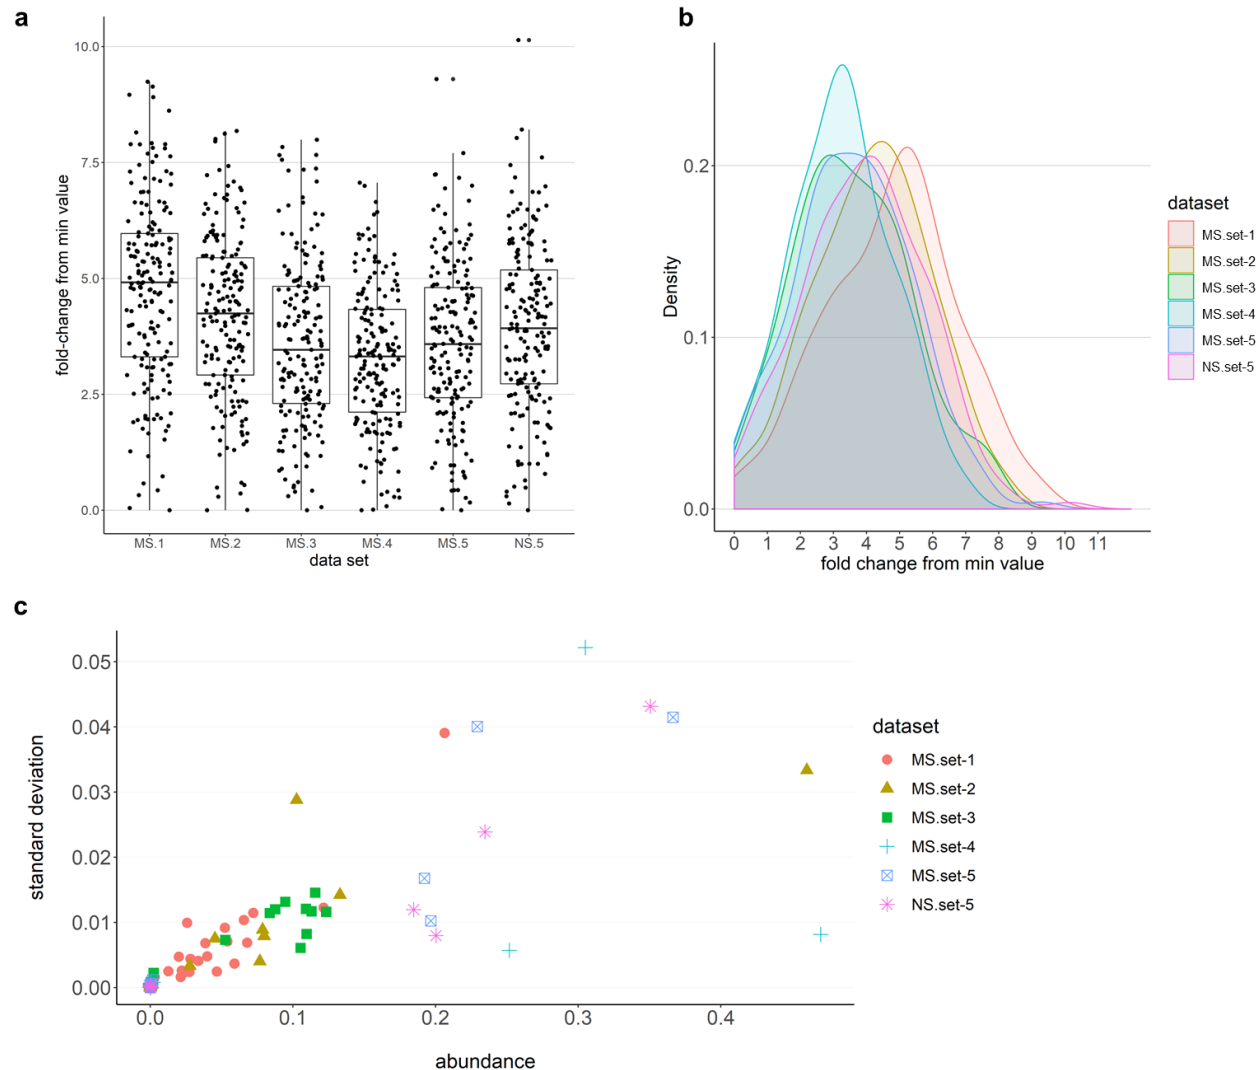 a
fold-change from min value
10.0
7.5
5.0
2.5
0.0
MS.1 MS.2 MS.3 MS.4 MS.5 NS.5
data set
b
Density
0.2
0.1
0.0
0 1 2 3 4 5 6 7 8 9 10 11
fold change from min value
dataset
MS.set-1
MS.set-2
MS.set-3
MS.set-4
MS.set-5
NS.set-5
c
standard deviation
0.05
0.04
0.03
0.02
0.01
0.00
0.0 0.1 0.2 0.3 0.4
abundance
dataset
MS.set-1
MS.set-2
MS.set-3
MS.set-4
MS.set-5
NS.set-5